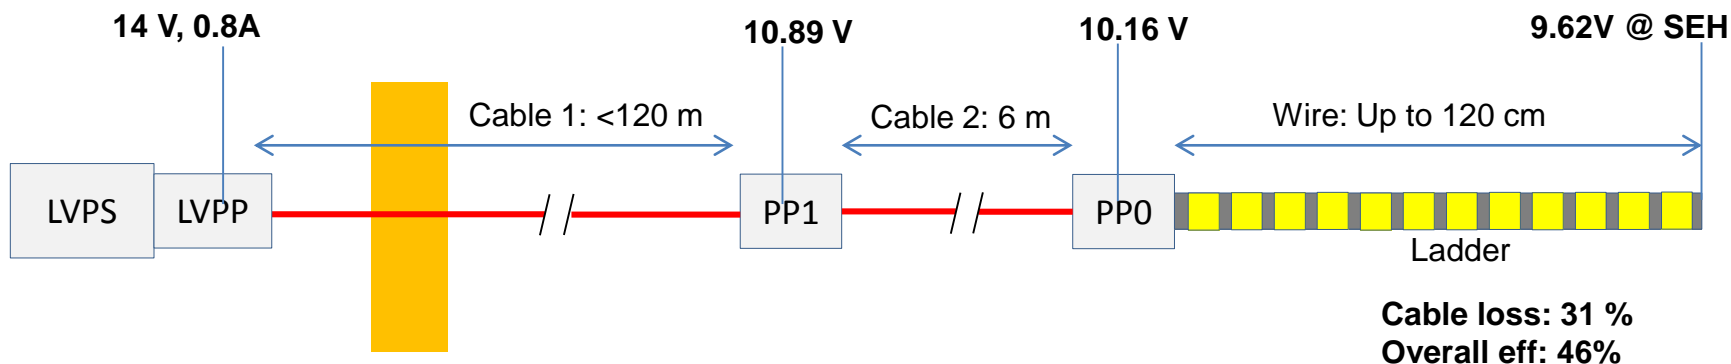 14 V, 0.8A
10.89 V
10.16 V
9.62V @ SEH
Cable 1: <120 m
Cable 2: 6 m
Wire: Up to 120 cm
LVPS
LVPP
PP1
PP0
Ladder
Cable loss: 31 %
Overall eff: 46%